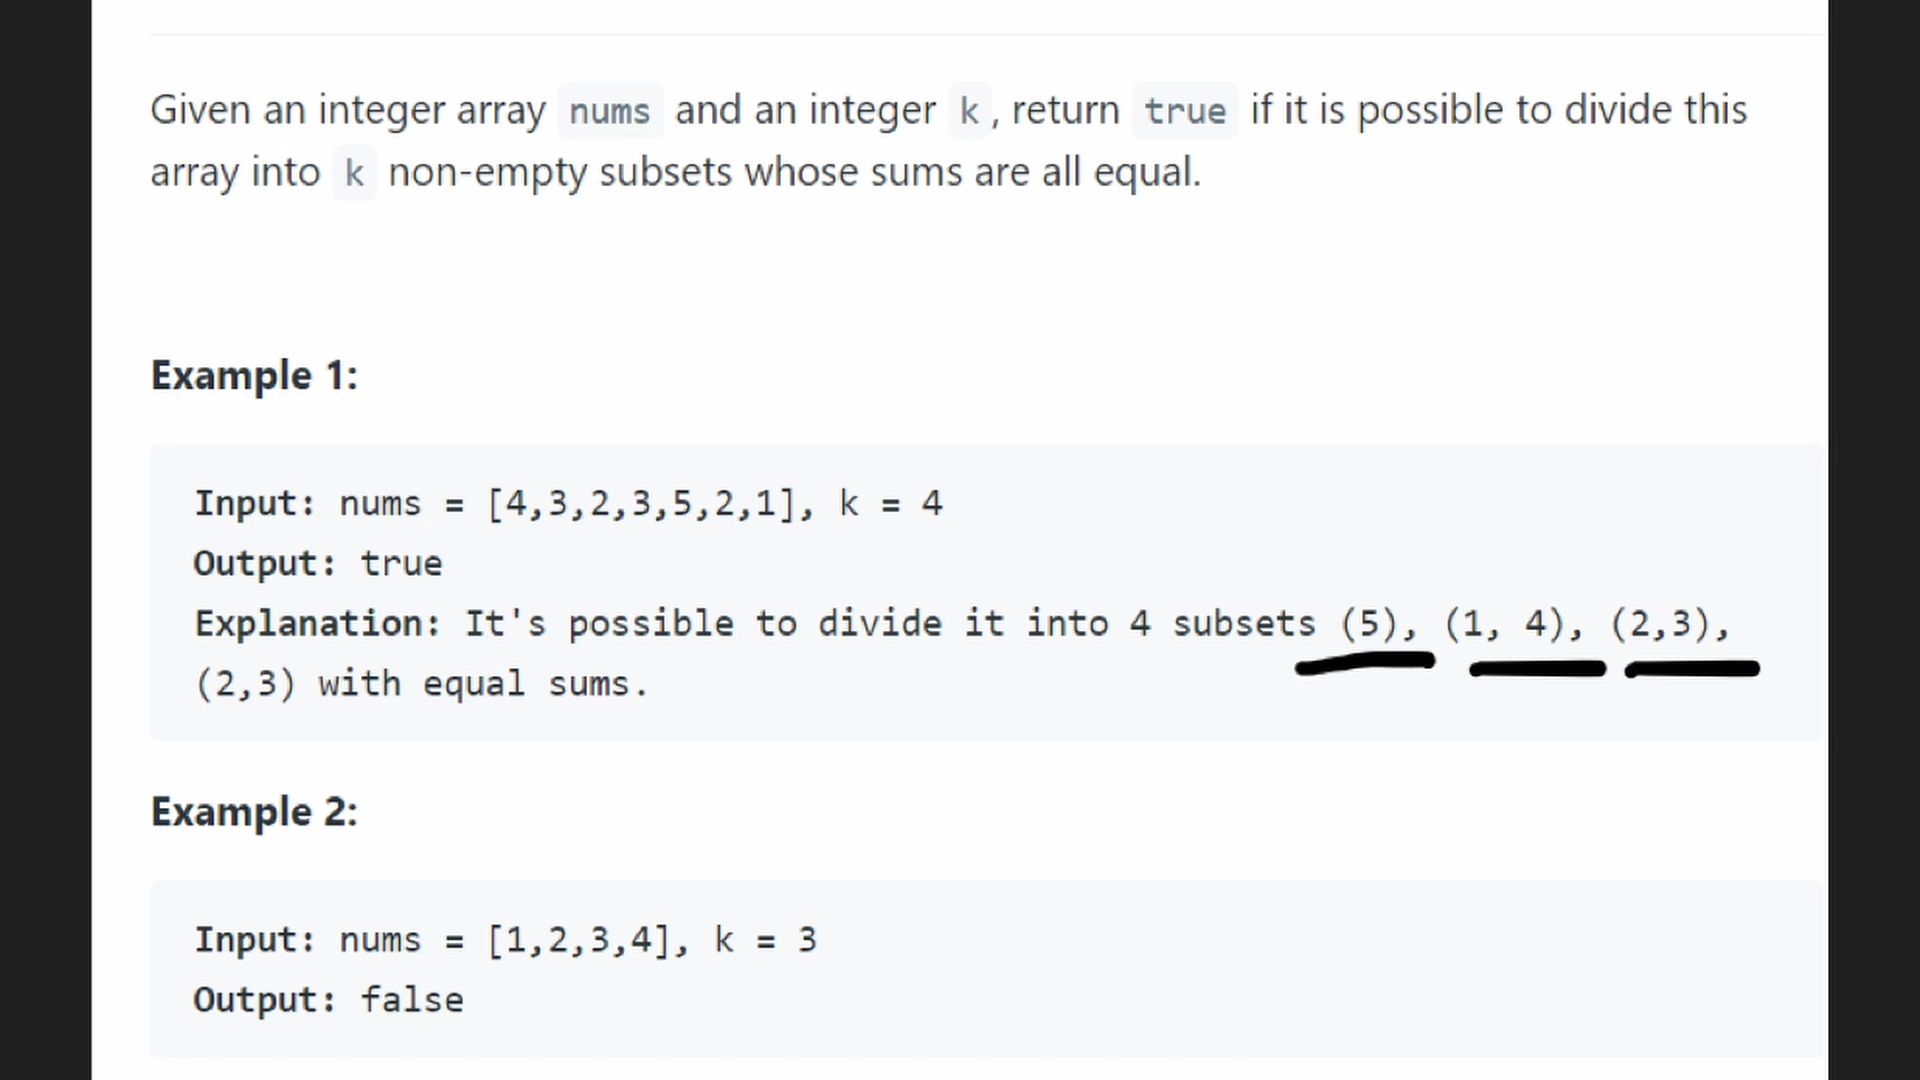 Given an integer array nums and an integer k, return true if it is possible to divide this
array into k non-empty subsets whose sums are all equal.
Example 1:
Input: nums = [4,3,2,3,5,2,1], k = 4
Output: true
Explanation: It's possible to divide it into 4 subsets (5), (1, 4), (2,3),
(2,3) with equal sums.
Example 2:
Input: nums = [1,2,3,4], k = 3
Output: false